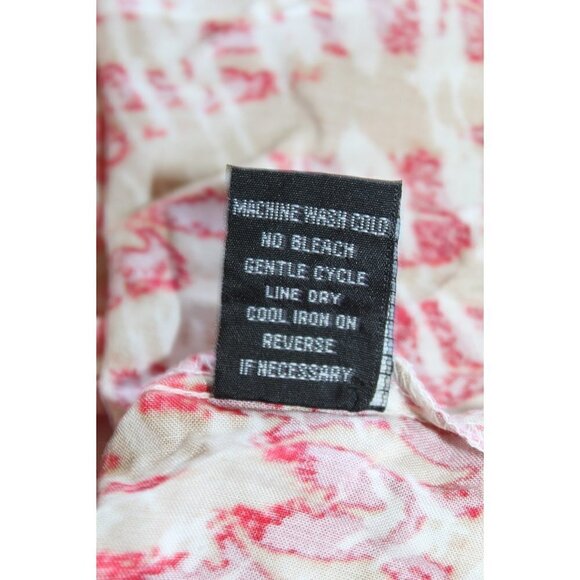 MACHINE WASH COLD
NO BLEACH
GENTLE CYCLE
LINE DRY
COOL IRON ON
REVERSE
IF NECESSARY